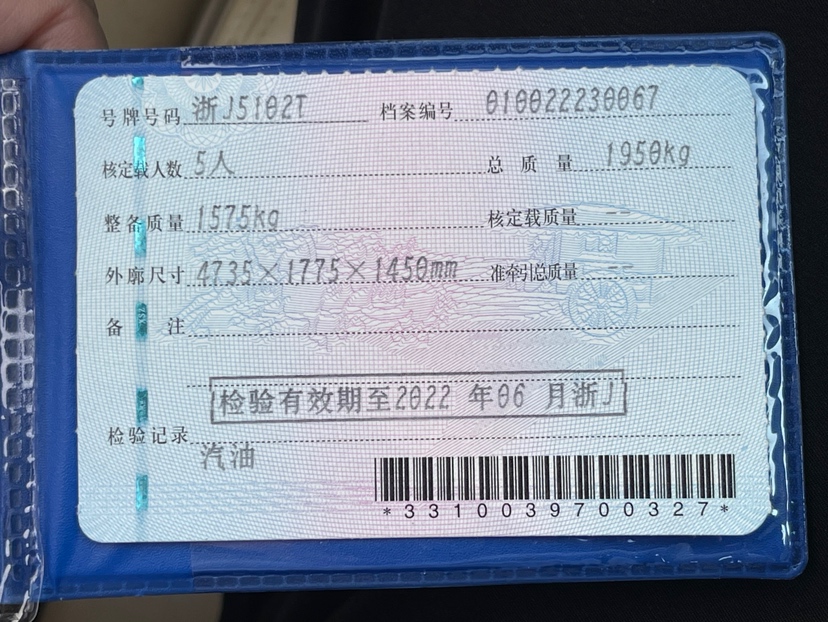 号牌号码 浙J5102T 档案编号 010022230067
核定载人数 5人 总质量 1950kg
整备质量 1575kg 核定载质量 --
外廓尺寸 4735×1775×1450mm 准牵引总质量 --
备注
检验有效期至2022年06月浙J
检验记录
汽油
*3310039700327*